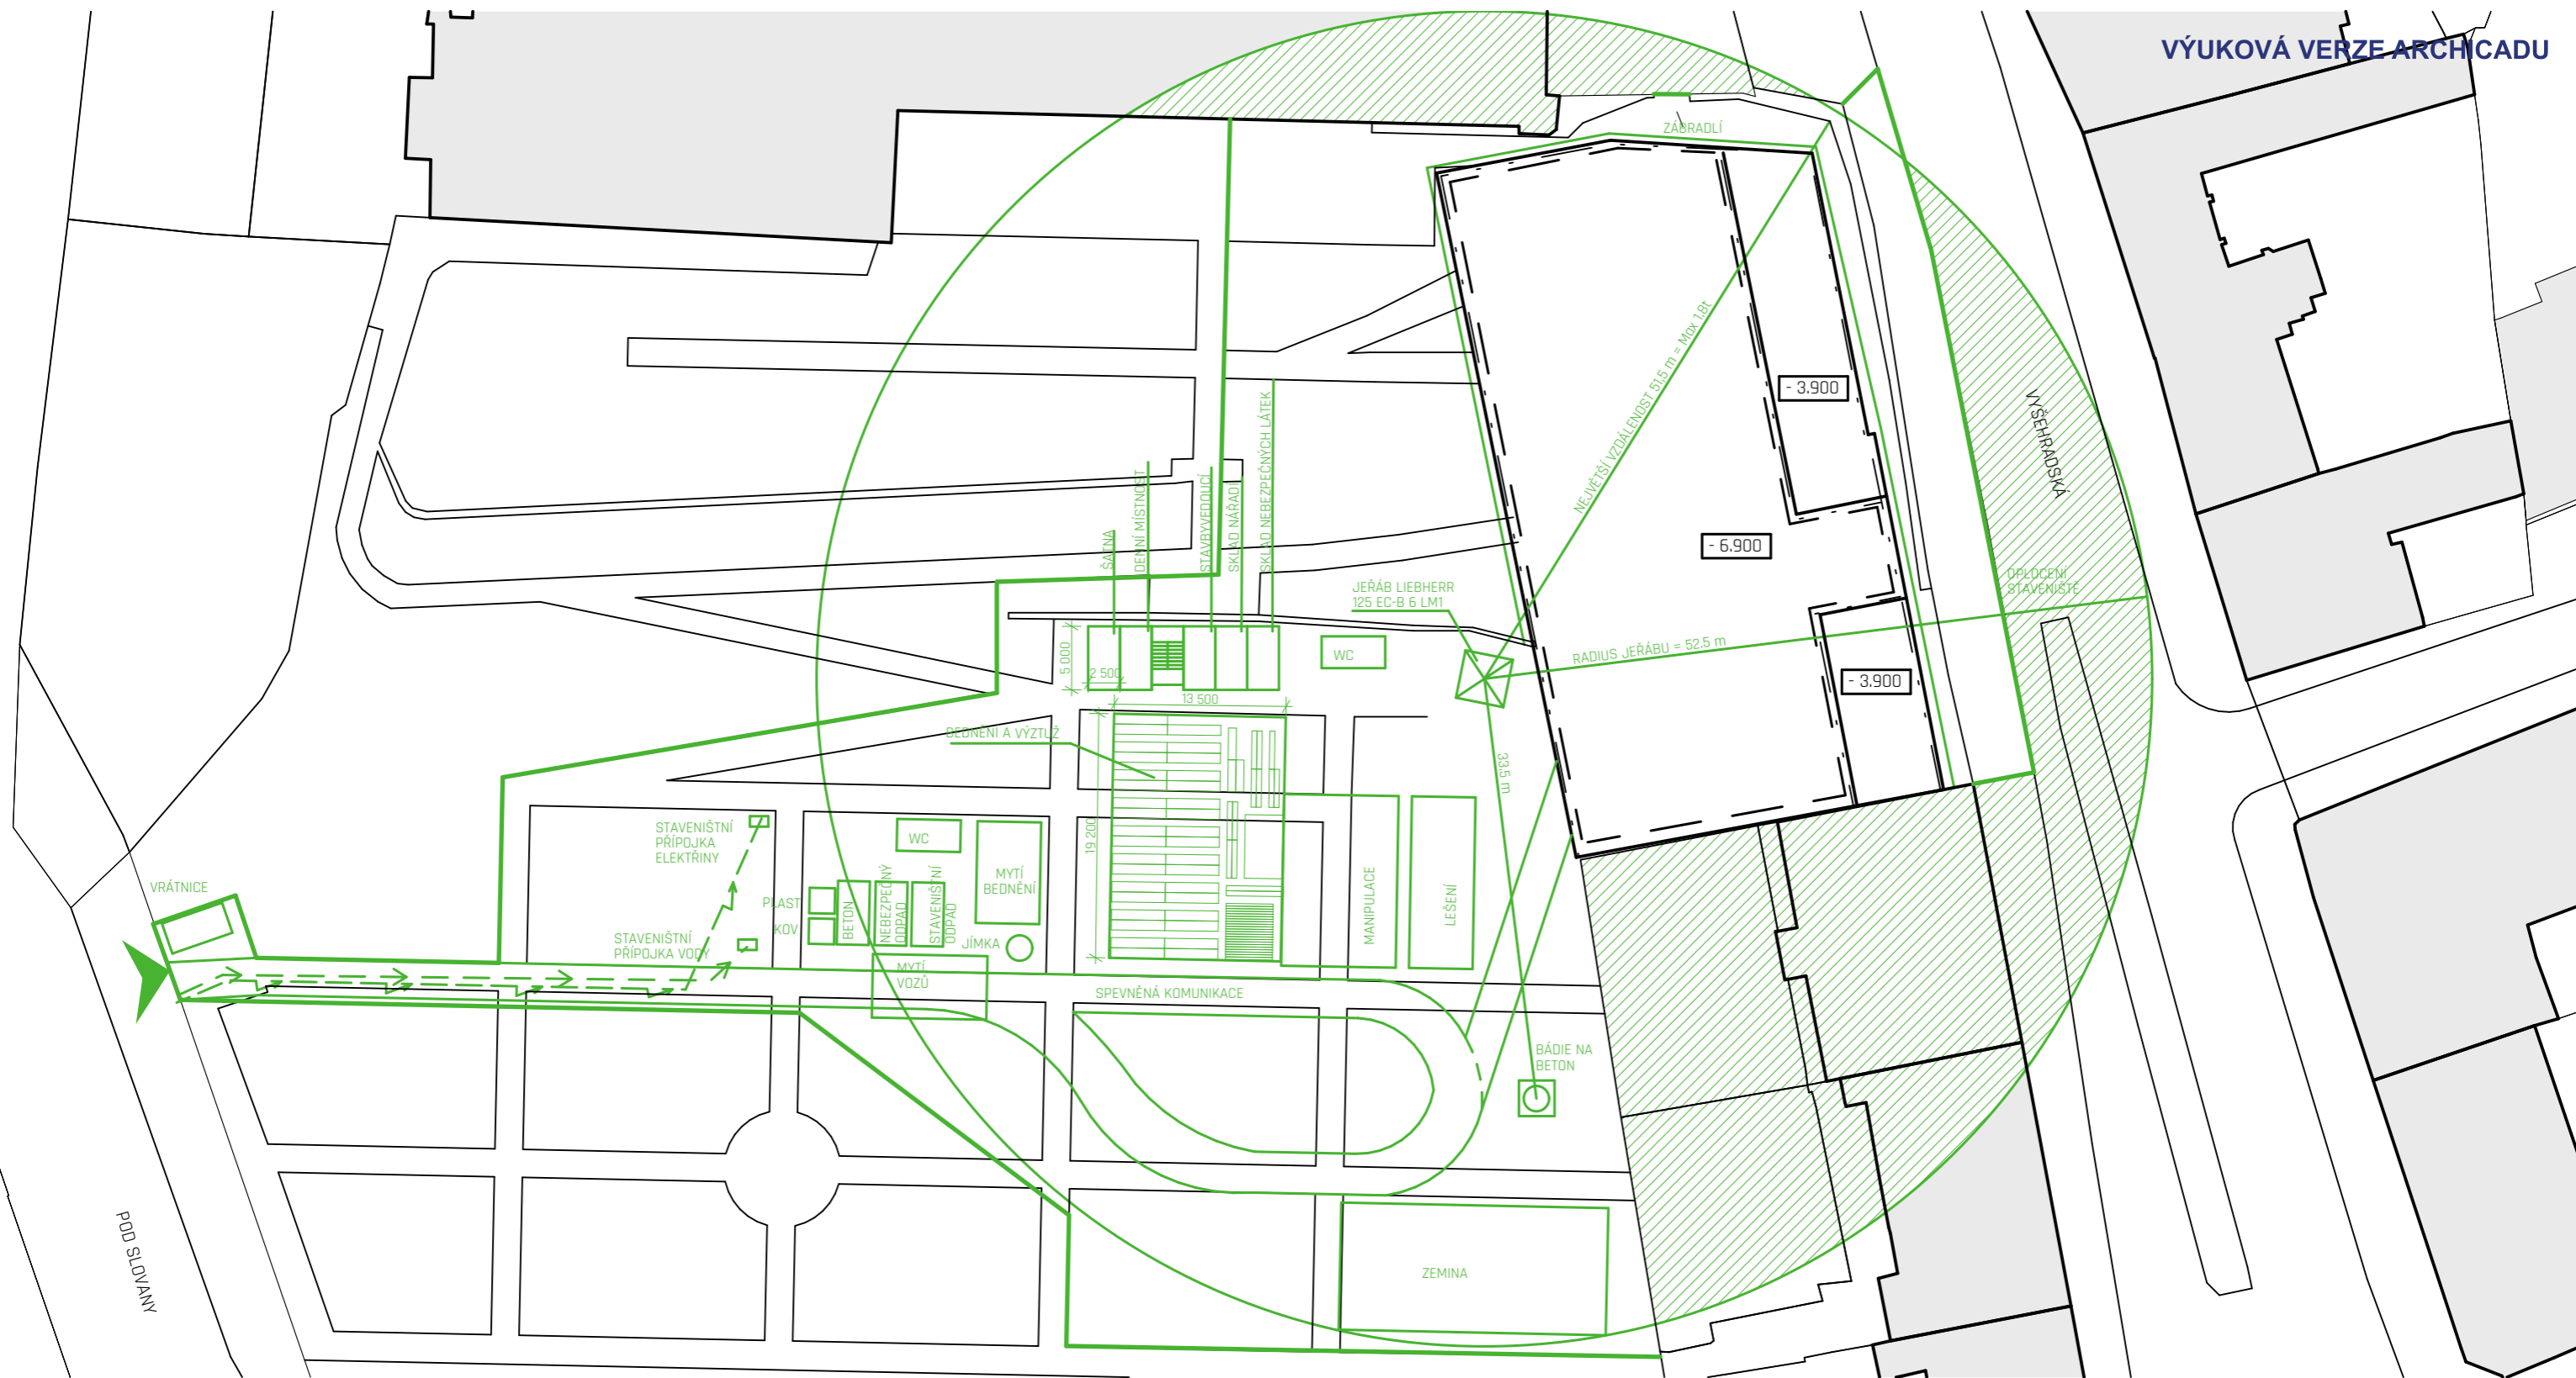 VÝUKOVÁ VERZE ARCHICADU
ZÁBRADLÍ
NEJVĚTŠÍ VZDÁLENOST 51,5 m = Max 1,8t
- 3.900
VYŠEHRADSKÁ
ŠATNA
DENNÍ MÍSTNOST
STAVBYVEDOUCÍ
SKLAD NÁŘADÍ
SKLAD NEBEZPEČNÝCH LÁTEK
- 6.900
JEŘÁB LIEBHERR
125 EC-B 6 LM1
OPLOCENÍ
STAVENIŠTĚ
RADIUS JEŘÁBU = 52.5 m
WC
5 000
2 500
- 3.900
13 500
BEDNĚNÍ A VÝZTUŽ
33,5 m
19 200
STAVENIŠTNÍ
PŘÍPOJKA
ELEKTŘINY
WC
MYTÍ
BEDNĚNÍ
VRÁTNICE
PLAST
KOV
BETON
NEBEZPEČNÝ
ODPAD
STAVENIŠTNÍ
ODPAD
JÍMKA
MANIPULACE
LEŠENÍ
STAVENIŠTNÍ
PŘÍPOJKA VODY
MYTÍ
VOZŮ
SPEVNĚNÁ KOMUNIKACE
BÁDIE NA
BETON
POD SLOVANY
ZEMINA